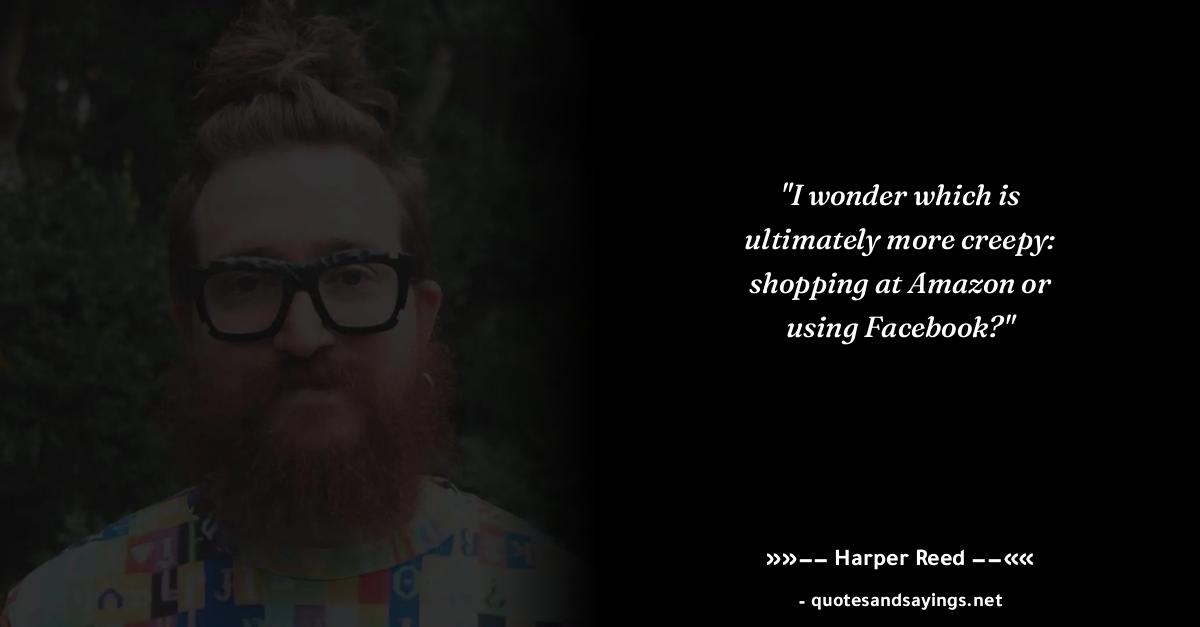 "I wonder which is
ultimately more creepy:
shopping at Amazon or
using Facebook?"
»»−− Harper Reed −−««
- quotesandsayings.net